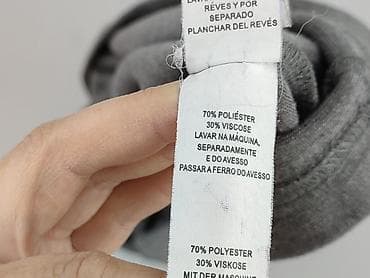 REVÉS Y POR
SEPARADO
PLANCHAR DEL REVÉS
70% POLIÉSTER
30% VISCOSE
LAVAR NA MÁQUINA,
SEPARADAMENTE
E DO AVESSO
PASSAR A FERRO DO AVESSO
70% POLYESTER
30% VISKOSE
MIT DER